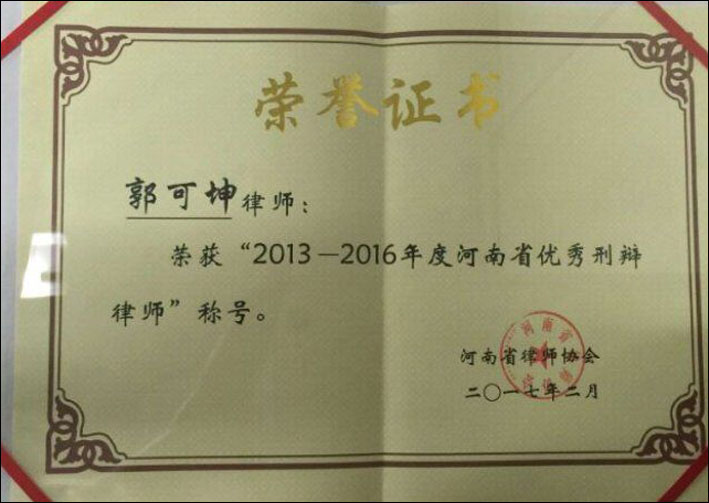 荣誉证书
郭可坤律师：
荣获“2013－2016年度河南省优秀刑辩
律师”称号。
河南省律师协会
二〇一七年二月